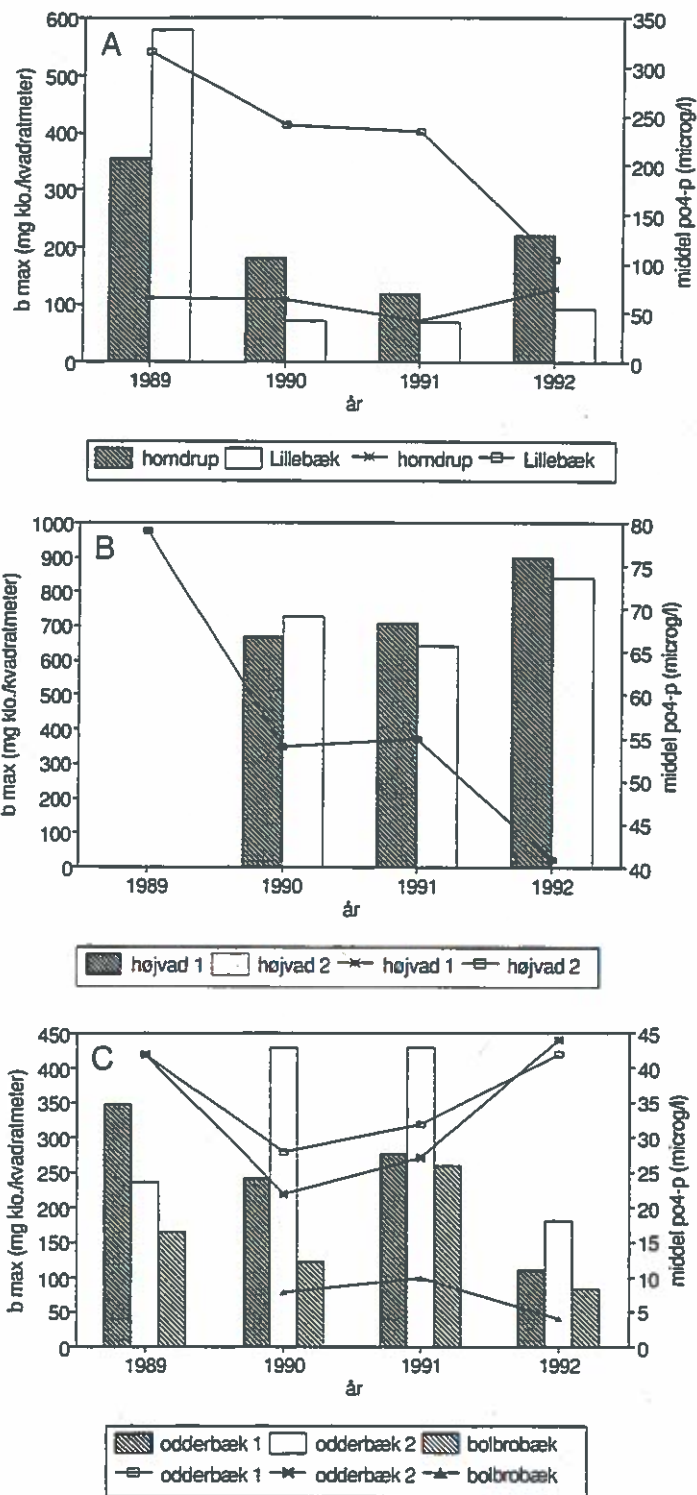 A
b max (mg klo./kvadratmeter)
600
500
400
300
200
100
0
middel po4-p (microg/l)
350
300
250
200
150
100
50
0
1989 1990 1991 1992
år
horndrup Lillebæk horndrup Lillebæk
B
b max (mg klo./kvadratmeter)
1000
900
800
700
600
500
400
300
200
100
0
middel po4-p (microg/l)
80
75
70
65
60
55
50
45
40
1989 1990 1991 1992
år
højvad 1 højvad 2 højvad 1 højvad 2
C
b max (mg klo./kvadratmeter)
450
400
350
300
250
200
150
100
50
0
middel po4-p (microg/l)
45
40
35
30
25
20
15
10
5
0
1989 1990 1991 1992
år
odderbæk 1 odderbæk 2 bolbrobæk
odderbæk 1 odderbæk 2 bolbrobæk